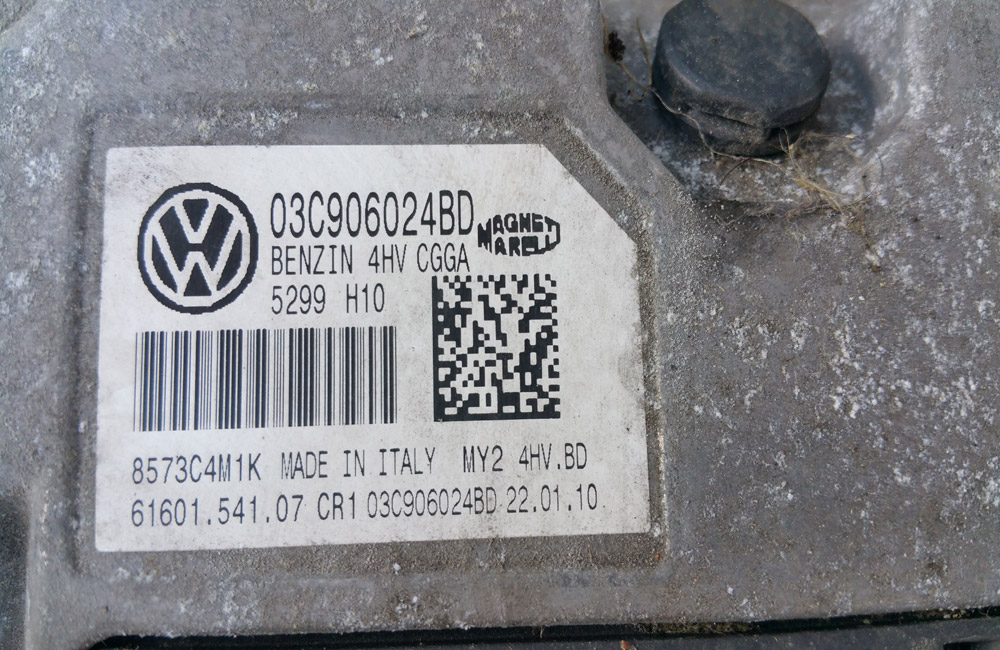 03C906024BD
MAGNETI
MARELLI
BENZIN 4HV CGGA
5299 H10
8573C4M1K MADE IN ITALY MY2 4HV.BD
61601.541.07 CR1 03C906024BD 22.01.10